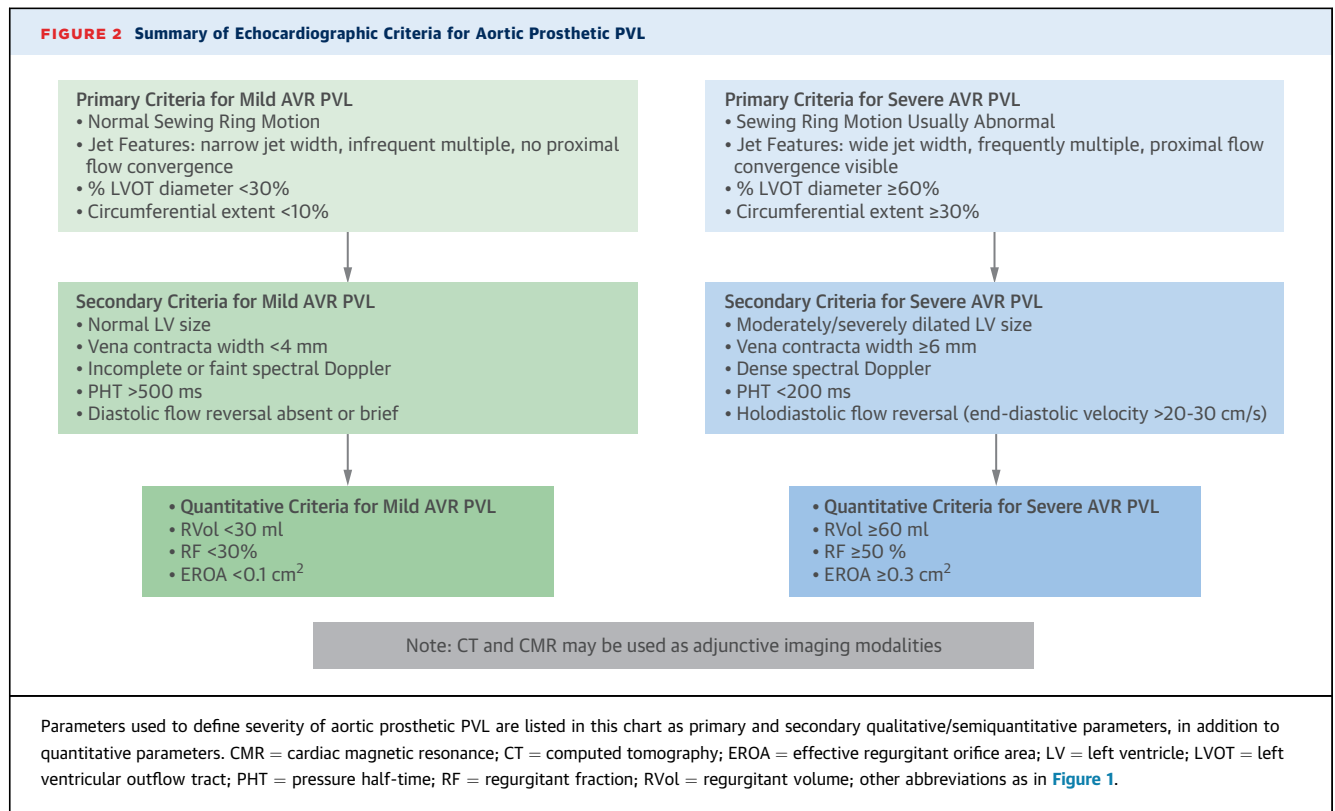 FIGURE 2 Summary of Echocardiographic Criteria for Aortic Prosthetic PVL
Primary Criteria for Mild AVR PVL
• Normal Sewing Ring Motion
• Jet Features: narrow jet width, infrequent multiple, no proximal
flow convergence
• % LVOT diameter <30%
• Circumferential extent <10%
Secondary Criteria for Mild AVR PVL
• Normal LV size
• Vena contracta width <4 mm
• Incomplete or faint spectral Doppler
• PHT >500 ms
• Diastolic flow reversal absent or brief
• Quantitative Criteria for Mild AVR PVL
• RVol <30 ml
• RF <30%
• EROA <0.1 cm²
Primary Criteria for Severe AVR PVL
• Sewing Ring Motion Usually Abnormal
• Jet Features: wide jet width, frequently multiple, proximal flow
convergence visible
• % LVOT diameter ≥60%
• Circumferential extent ≥30%
Secondary Criteria for Severe AVR PVL
• Moderately/severely dilated LV size
• Vena contracta width ≥6 mm
• Dense spectral Doppler
• PHT <200 ms
• Holodiastolic flow reversal (end-diastolic velocity >20-30 cm/s)
• Quantitative Criteria for Severe AVR PVL
• RVol ≥60 ml
• RF ≥50 %
• EROA ≥0.3 cm²
Note: CT and CMR may be used as adjunctive imaging modalities
Parameters used to define severity of aortic prosthetic PVL are listed in this chart as primary and secondary qualitative/semiquantitative parameters, in addition to
quantitative parameters. CMR = cardiac magnetic resonance; CT = computed tomography; EROA = effective regurgitant orifice area; LV = left ventricle; LVOT = left
ventricular outflow tract; PHT = pressure half-time; RF = regurgitant fraction; RVol = regurgitant volume; other abbreviations as in Figure 1.